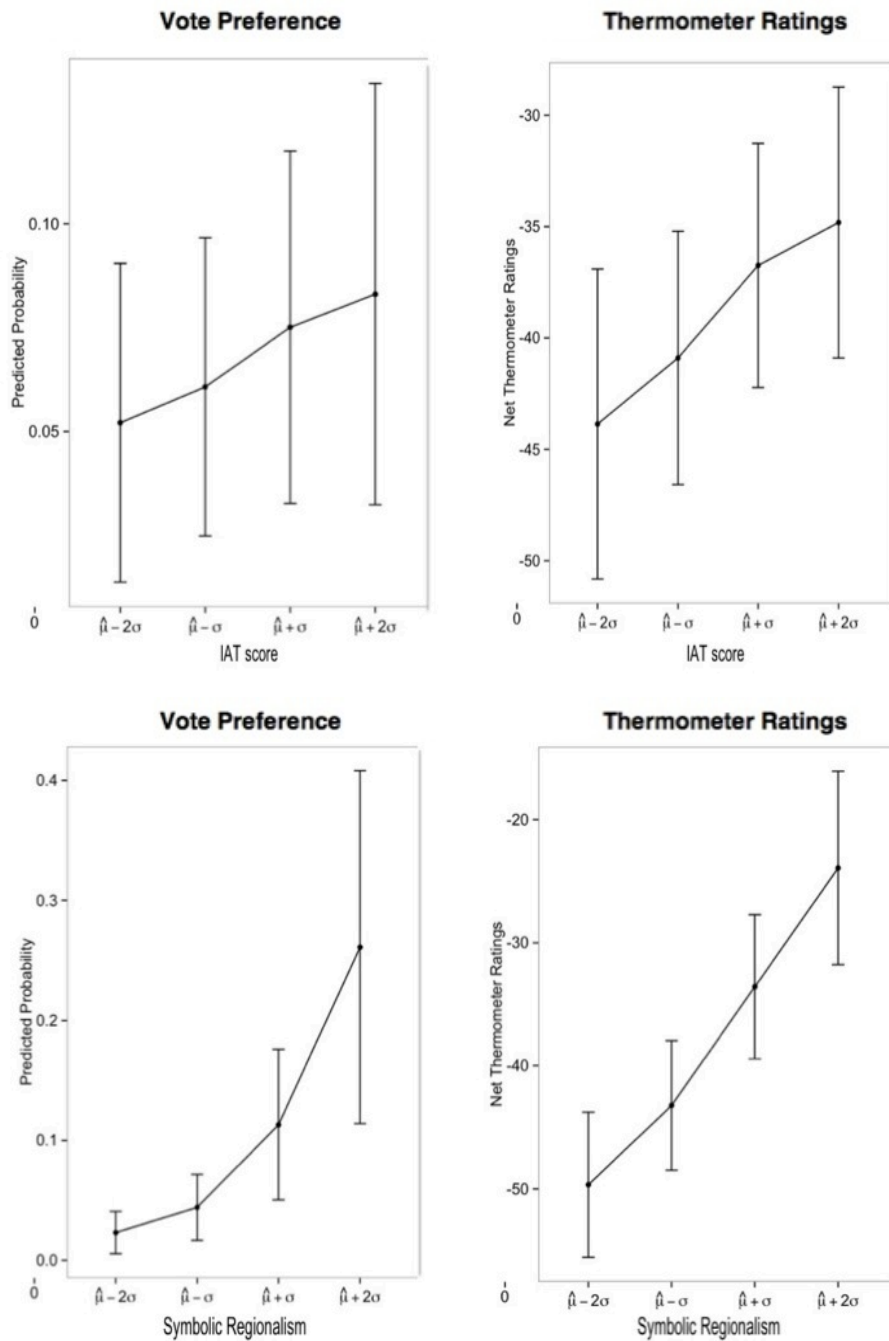 Vote Preference
Predicted Probability
0.10
0.05
0
μ̂ − 2σ μ̂ − σ μ̂ + σ μ̂ + 2σ
IAT score
Thermometer Ratings
Net Thermometer Ratings
-30
-35
-40
-45
-50
0
μ̂ − 2σ μ̂ − σ μ̂ + σ μ̂ + 2σ
IAT score
Vote Preference
Predicted Probability
0.4
0.3
0.2
0.1
0.0
0
μ̂ − 2σ μ̂ − σ μ̂ + σ μ̂ + 2σ
Symbolic Regionalism
Thermometer Ratings
Net Thermometer Ratings
-20
-30
-40
-50
0
μ̂ − 2σ μ̂ − σ μ̂ + σ μ̂ + 2σ
Symbolic Regionalism